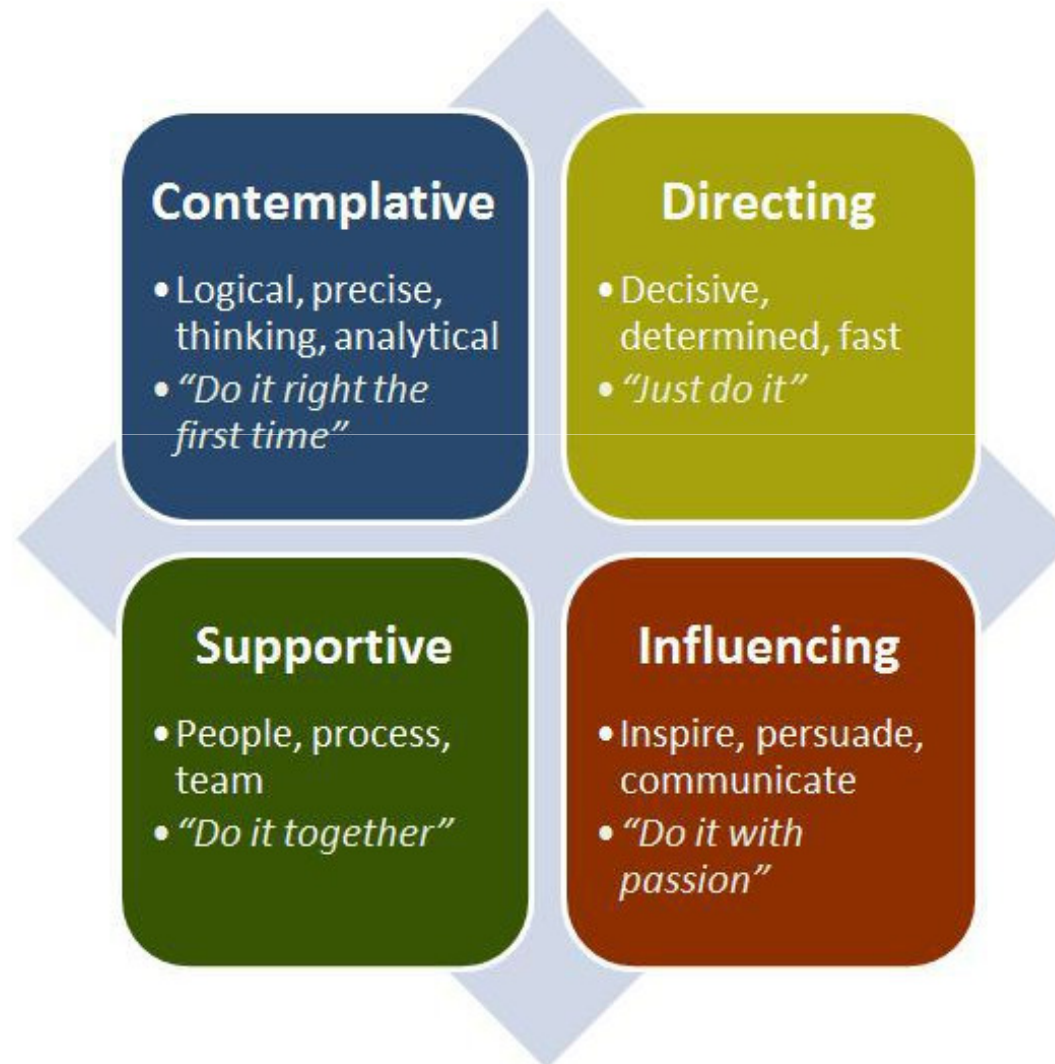 Contemplative
• Logical, precise,
thinking, analytical
• “Do it right the
first time”
Directing
• Decisive,
determined, fast
• “Just do it”
Supportive
• People, process,
team
• “Do it together”
Influencing
• Inspire, persuade,
communicate
• “Do it with
passion”